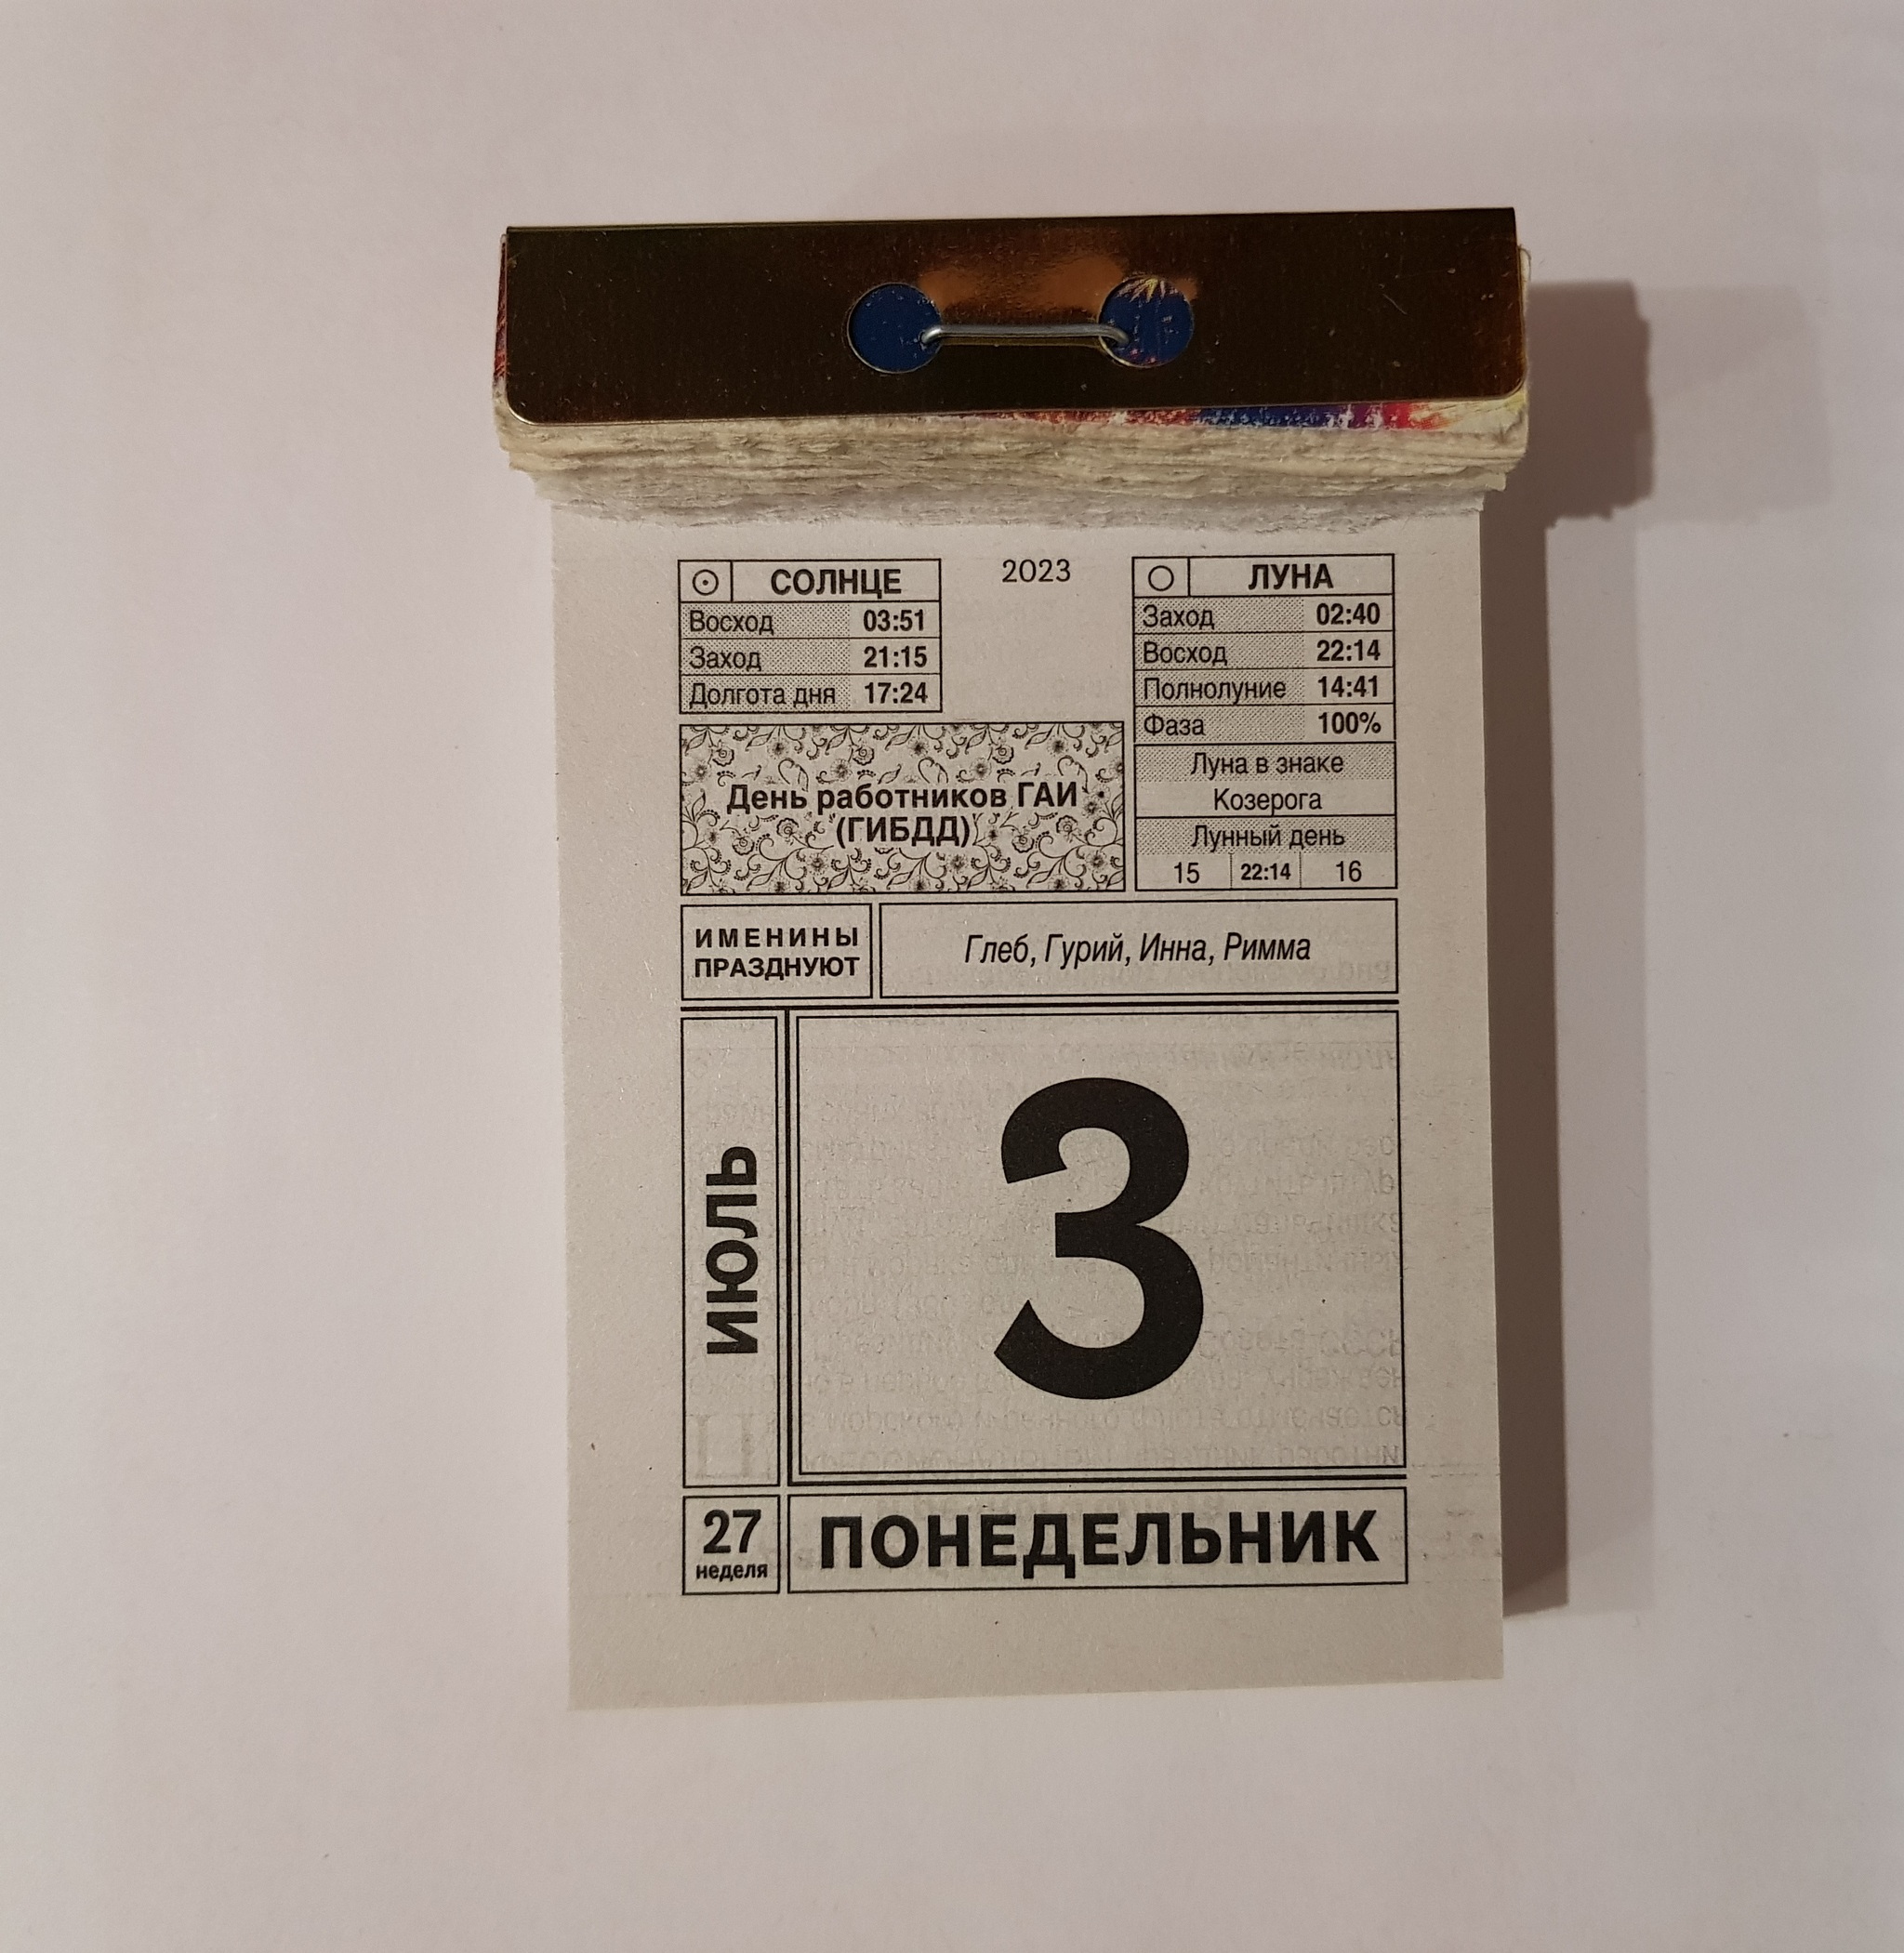 СОЛНЦЕ
Восход 03:51
Заход 21:15
Долгота дня 17:24
2023
ЛУНА
Заход 02:40
Восход 22:14
Полнолуние 14:41
Фаза 100%
Луна в знаке
Козерога
Лунный день
15 22:14 16
День работников ГАИ
(ГИБДД)
ИМЕНИНЫ
ПРАЗДНУЮТ
Глеб, Гурий, Инна, Римма
ИЮЛЬ
3
27
неделя
ПОНЕДЕЛЬНИК